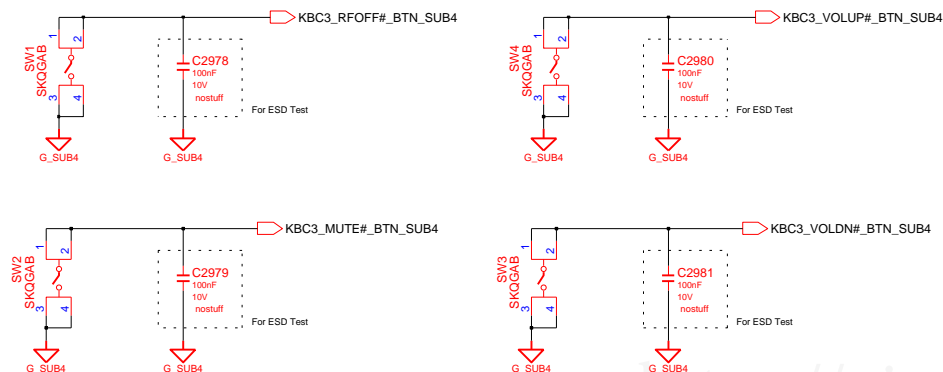 KBC3_RFOFF#_BTN_SUB4
1
2
SW1
SKQGAB
3
4
C2978
100nF
10V
nostuff
For ESD Test
G_SUB4
G_SUB4
KBC3_VOLUP#_BTN_SUB4
1
2
SW4
SKQGAB
3
4
C2980
100nF
10V
nostuff
For ESD Test
G_SUB4
G_SUB4
KBC3_MUTE#_BTN_SUB4
1
2
SW2
SKQGAB
3
4
C2979
100nF
10V
nostuff
For ESD Test
G_SUB4
G_SUB4
KBC3_VOLDN#_BTN_SUB4
1
2
SW3
SKQGAB
3
4
C2981
100nF
10V
nostuff
For ESD Test
G_SUB4
G_SUB4